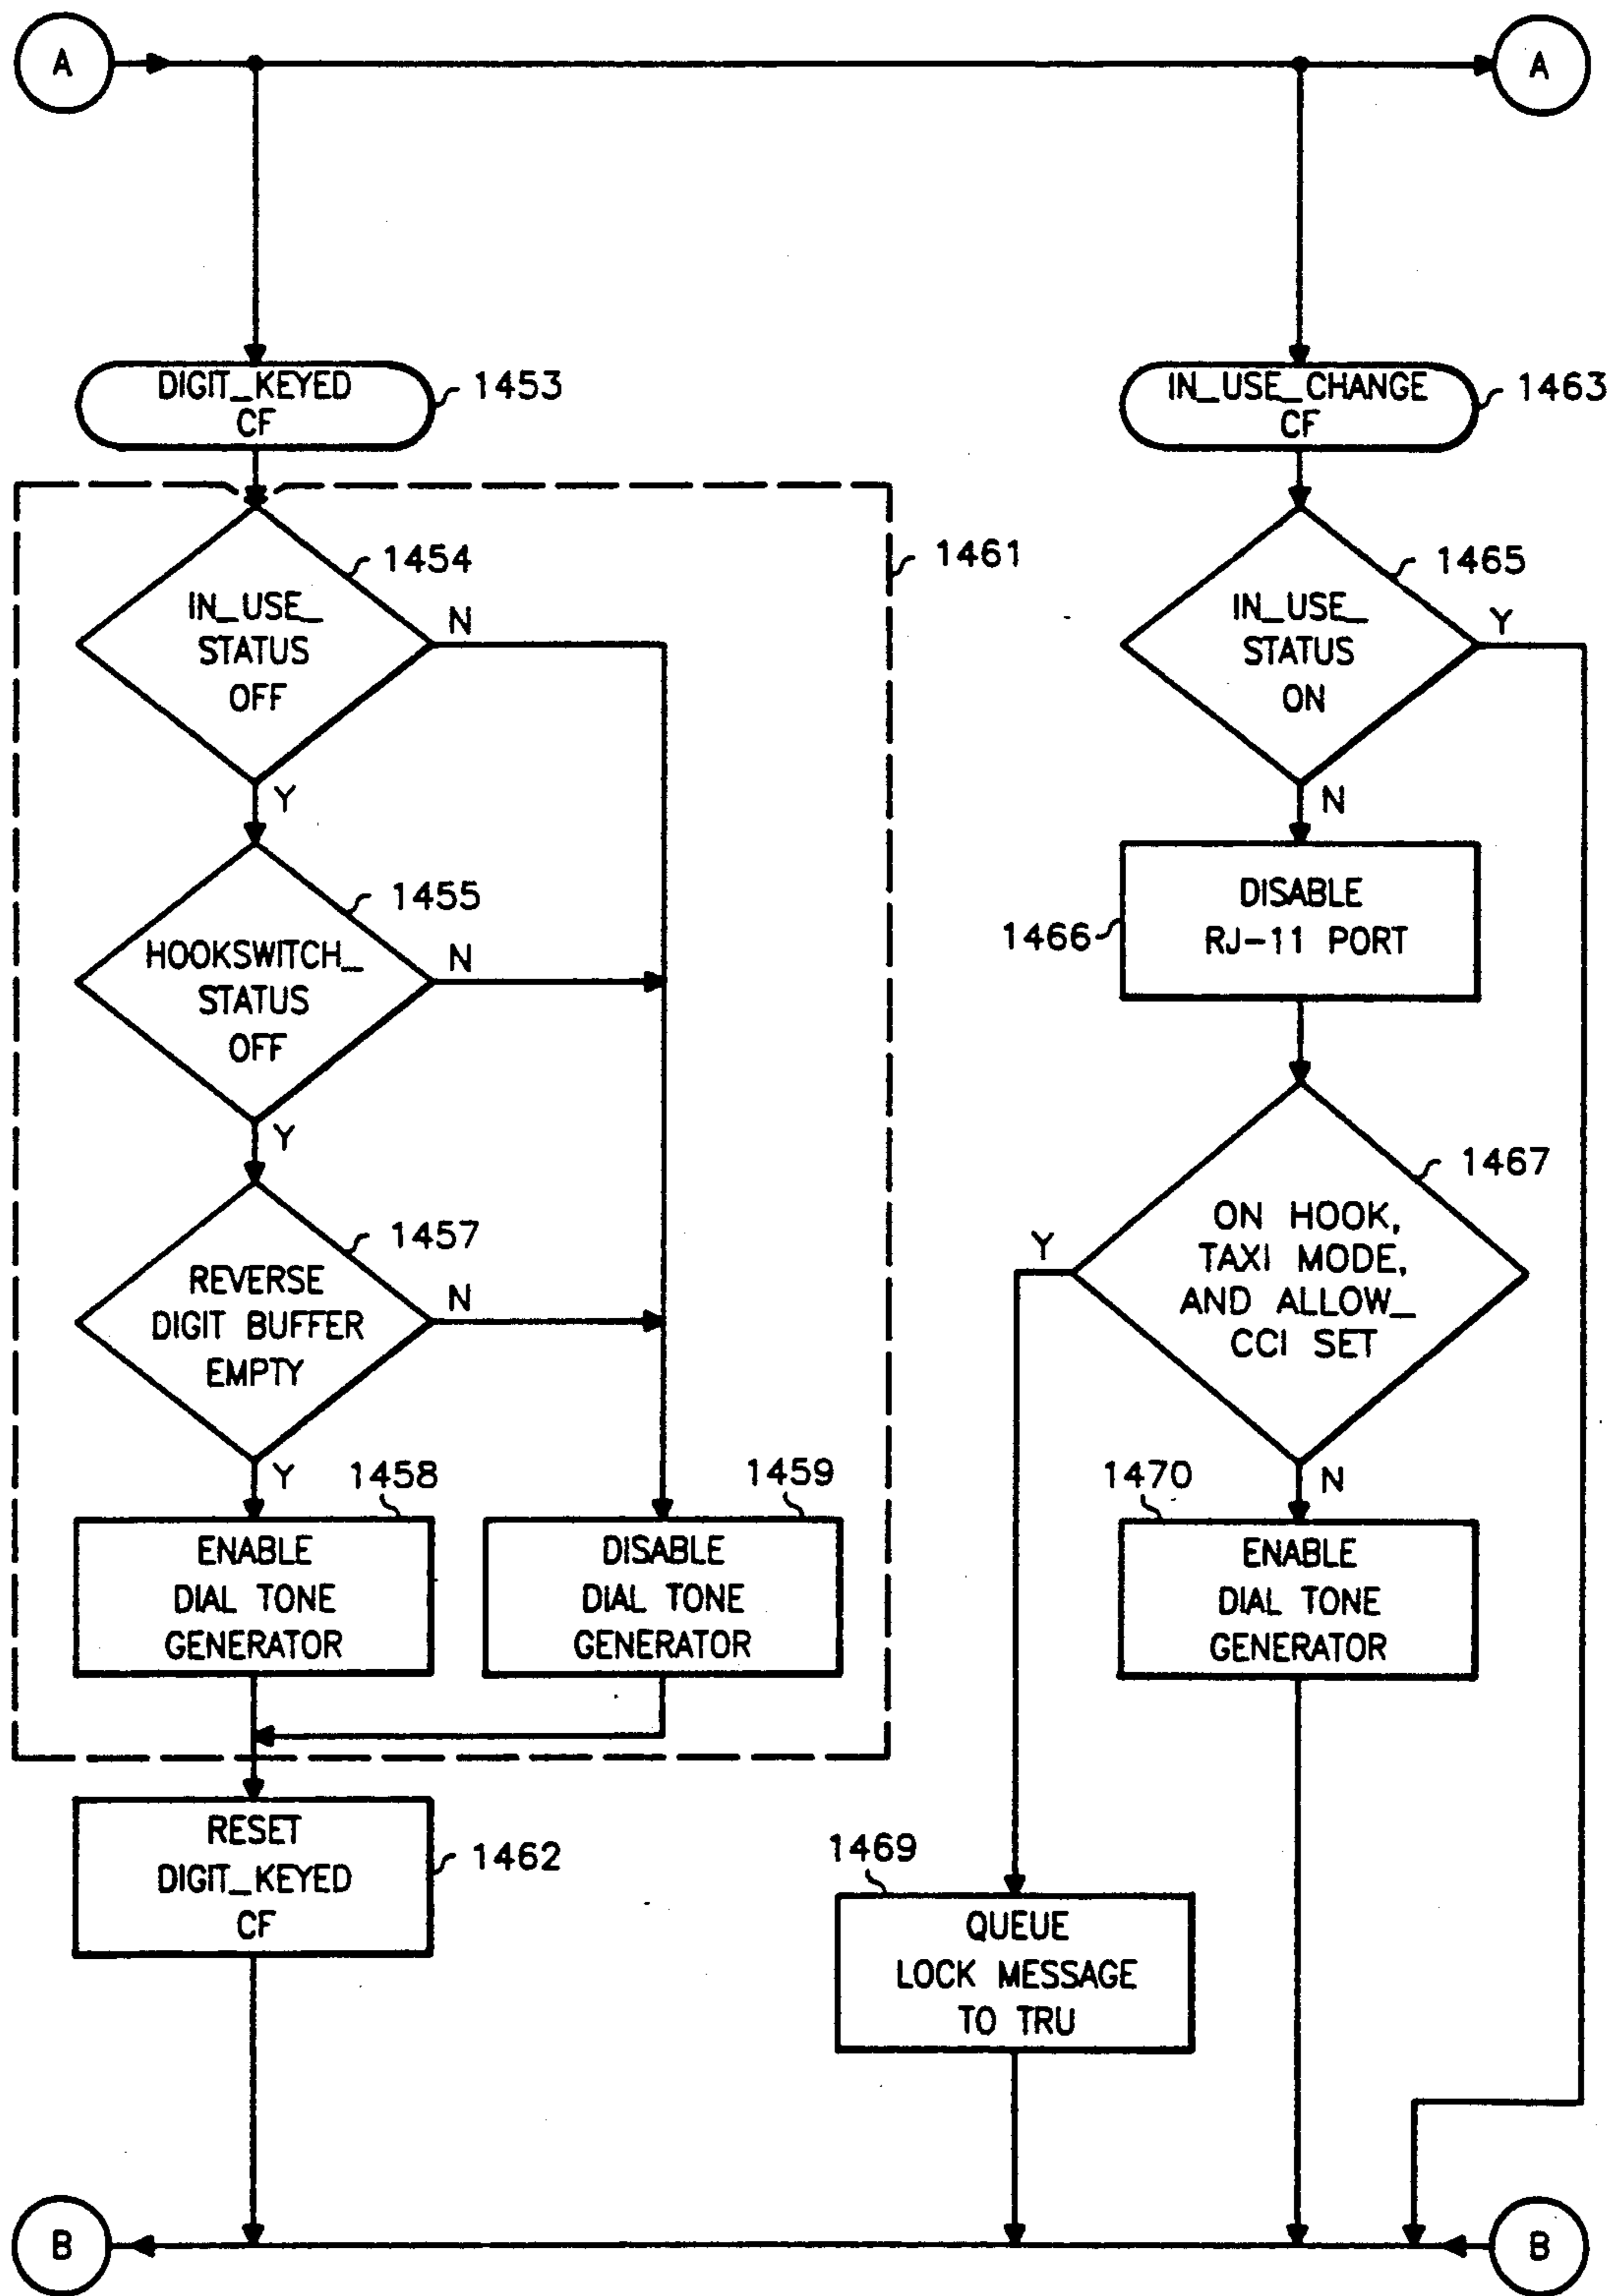 A
A
DIGIT_KEYED
CF
1453
IN_USE_CHANGE
CF
1463
1461
1454
IN_USE_
STATUS
OFF
N
Y
1465
IN_USE_
STATUS
ON
Y
N
1455
HOOKSWITCH_
STATUS
OFF
N
Y
1466
DISABLE
RJ-11 PORT
1457
REVERSE
DIGIT BUFFER
EMPTY
N
Y
1467
ON HOOK,
TAXI MODE,
AND ALLOW_
CCI SET
Y
N
1458
ENABLE
DIAL TONE
GENERATOR
1459
DISABLE
DIAL TONE
GENERATOR
1470
ENABLE
DIAL TONE
GENERATOR
RESET
DIGIT_KEYED
CF
1462
1469
QUEUE
LOCK MESSAGE
TO TRU
B
B